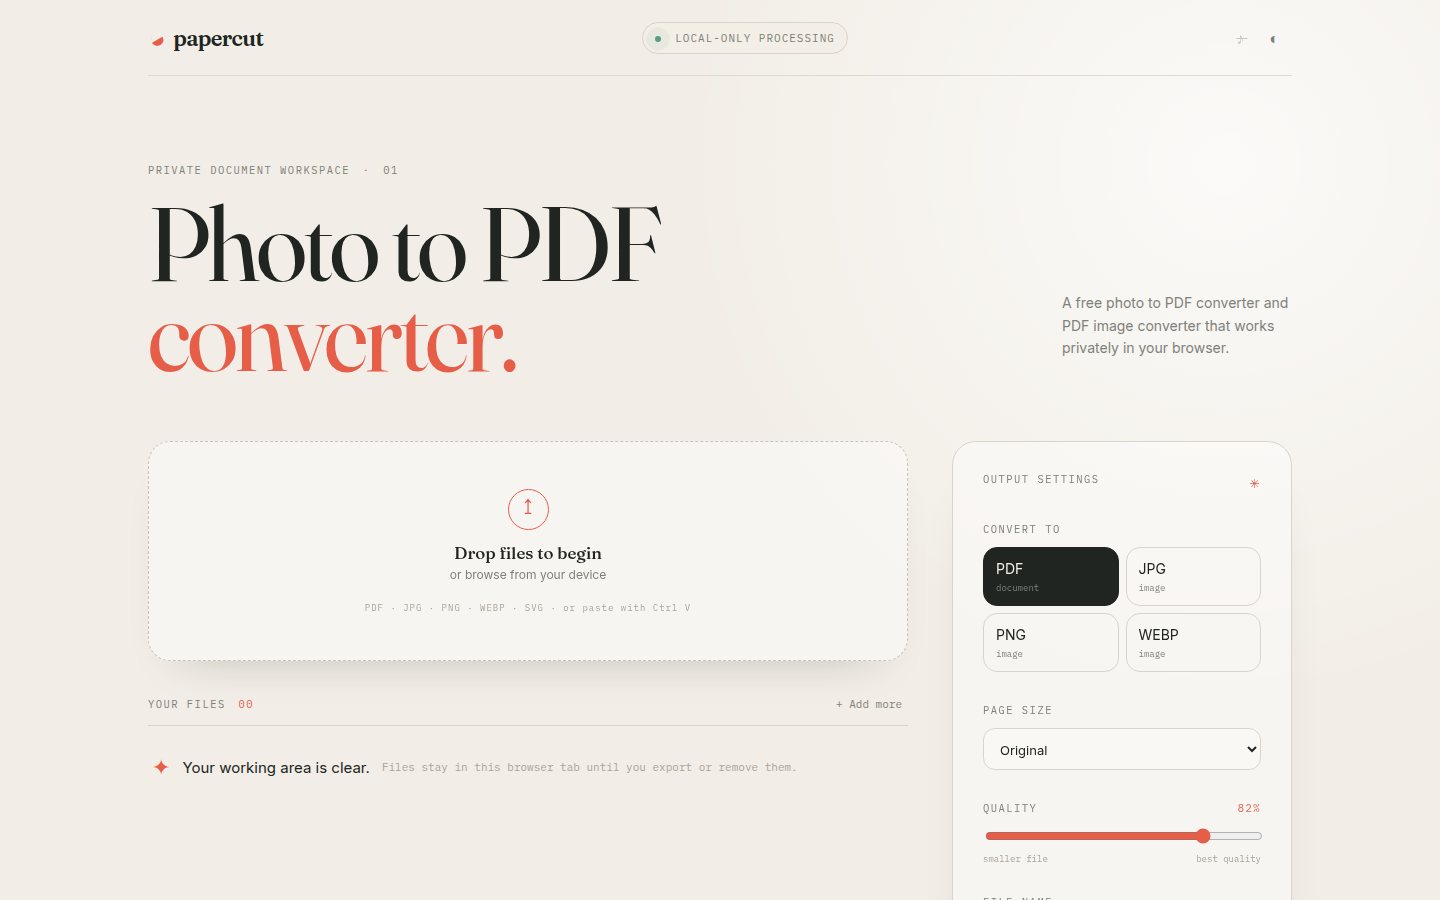 papercut
LOCAL-ONLY PROCESSING
PRIVATE DOCUMENT WORKSPACE · 01
Photo to PDF
converter.
A free photo to PDF converter and
PDF image converter that works
privately in your browser.
Drop files to begin
or browse from your device
PDF · JPG · PNG · WEBP · SVG · or paste with Ctrl V
YOUR FILES 00
+ Add more
Your working area is clear. Files stay in this browser tab until you export or remove them.
OUTPUT SETTINGS
CONVERT TO
PDF
document
JPG
image
PNG
image
WEBP
image
PAGE SIZE
Original
QUALITY 82%
smaller file best quality